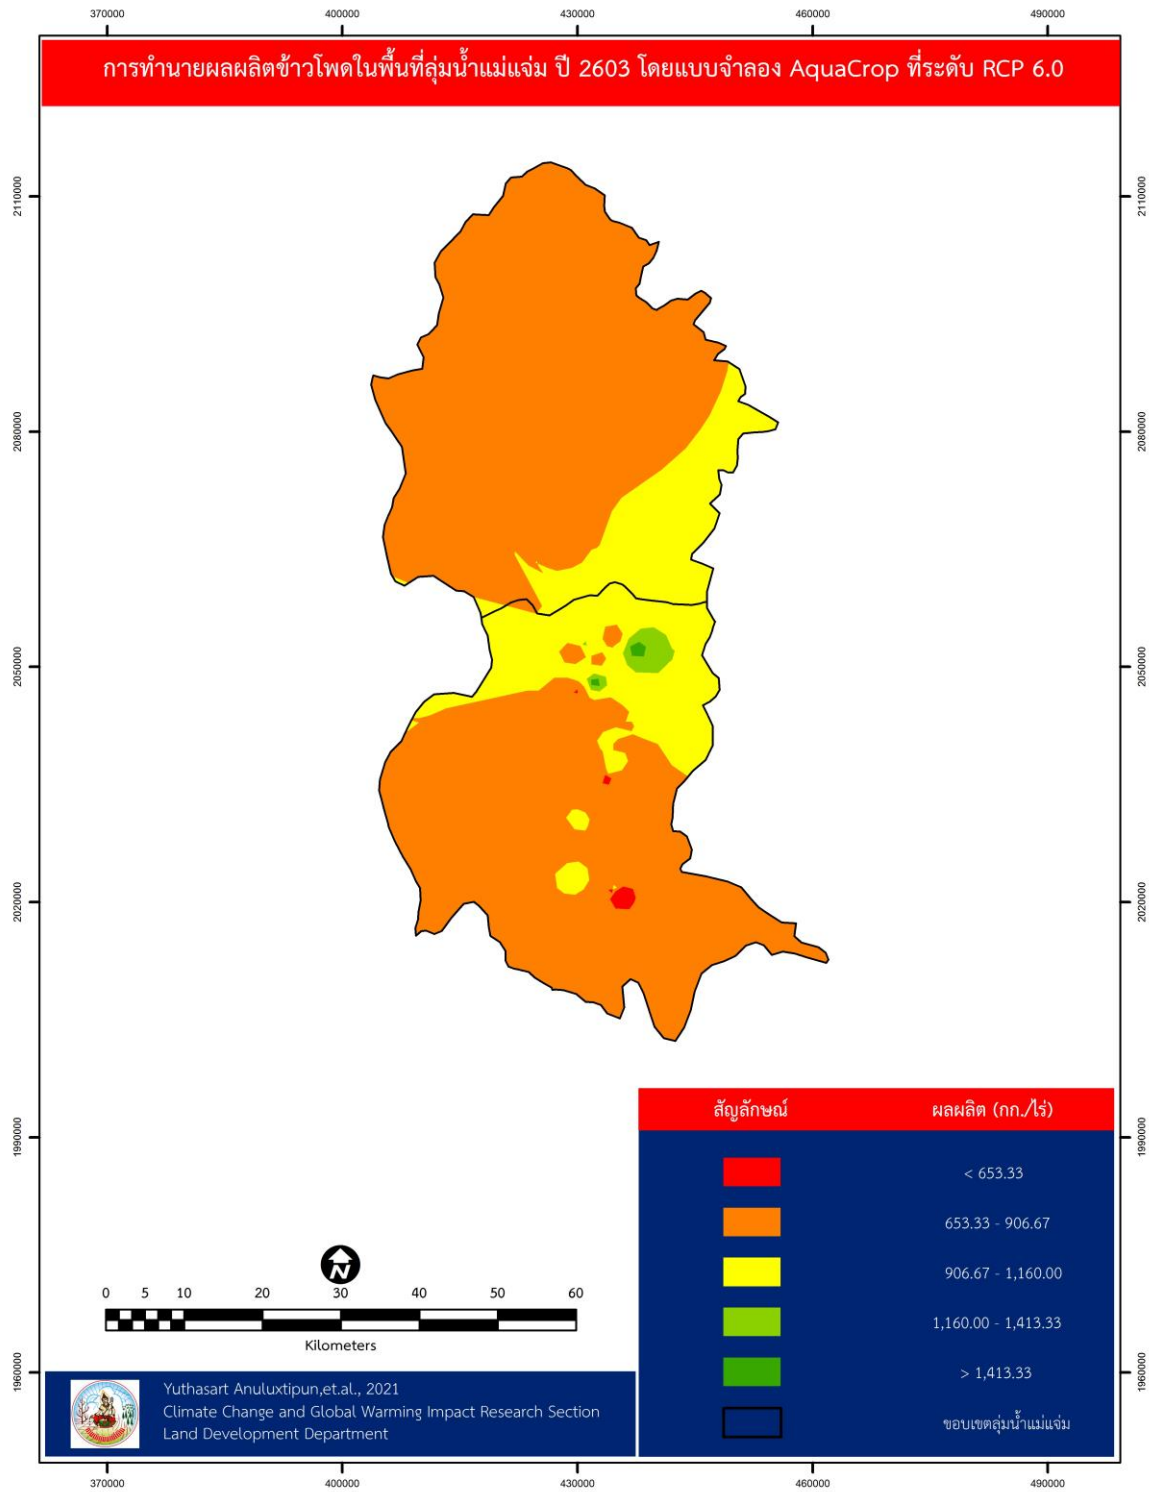 370000 400000 430000 460000 490000
การทำนายผลผลิตข้าวโพดในพื้นที่ลุ่มน้ำแม่แจ่ม ปี 2603 โดยแบบจำลอง AquaCrop ที่ระดับ RCP 6.0
2110000 2110000
2080000 2080000
2050000 2050000
2020000 2020000
1990000 1990000
1960000 1960000
สัญลักษณ์ ผลผลิต (กก./ไร่)
< 653.33
653.33 - 906.67
906.67 - 1,160.00
1,160.00 - 1,413.33
> 1,413.33
ขอบเขตลุ่มน้ำแม่แจ่ม
N
0 5 10 20 30 40 50 60
Kilometers
Yuthasart Anuluxtipun,et.al., 2021
Climate Change and Global Warming Impact Research Section
Land Development Department
370000 400000 430000 460000 490000